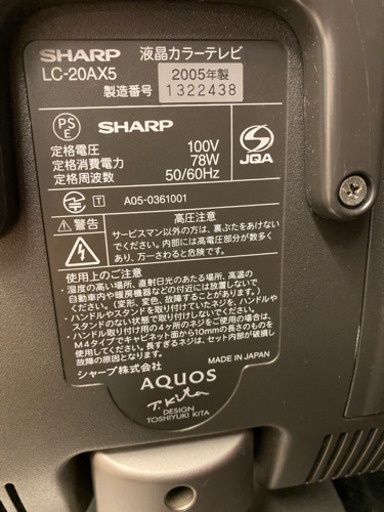 SHARP 液晶カラーテレビ
LC-20AX5 2005年製
製造番号 1322438
PS
E
SHARP
JQA
定格電圧 100V
定格消費電力 78W
定格周波数 50/60Hz
T A05-0361001
警告 高圧注意
サービスマン以外の方は、裏ぶたをあけない
でください。内部には高電圧部分が数多く
あり、万一さわると危険です。
使用上のご注意
・湿度の高い場所、直射日光のあたる場所、高温の
自動車内や暖房機器などの付近には放置しない
でください。(変形、変色、故障することがあります。)
・ハンドルやスタンドの取り付けネジを、ハンドルや
スタンドのない状態で取り付けしないでください。
・ハンドル取り付け用の4ヶ所のネジをご使用の場合は、
M4タイプでキャビネット面から10mmの長さのものを
ご使用ください。長すぎるネジは、セット内部が破損し
故障の原因となります。
シャープ株式会社 MADE IN JAPAN
AQUOS
T. Kita
DESIGN
TOSHIYUKI KITA